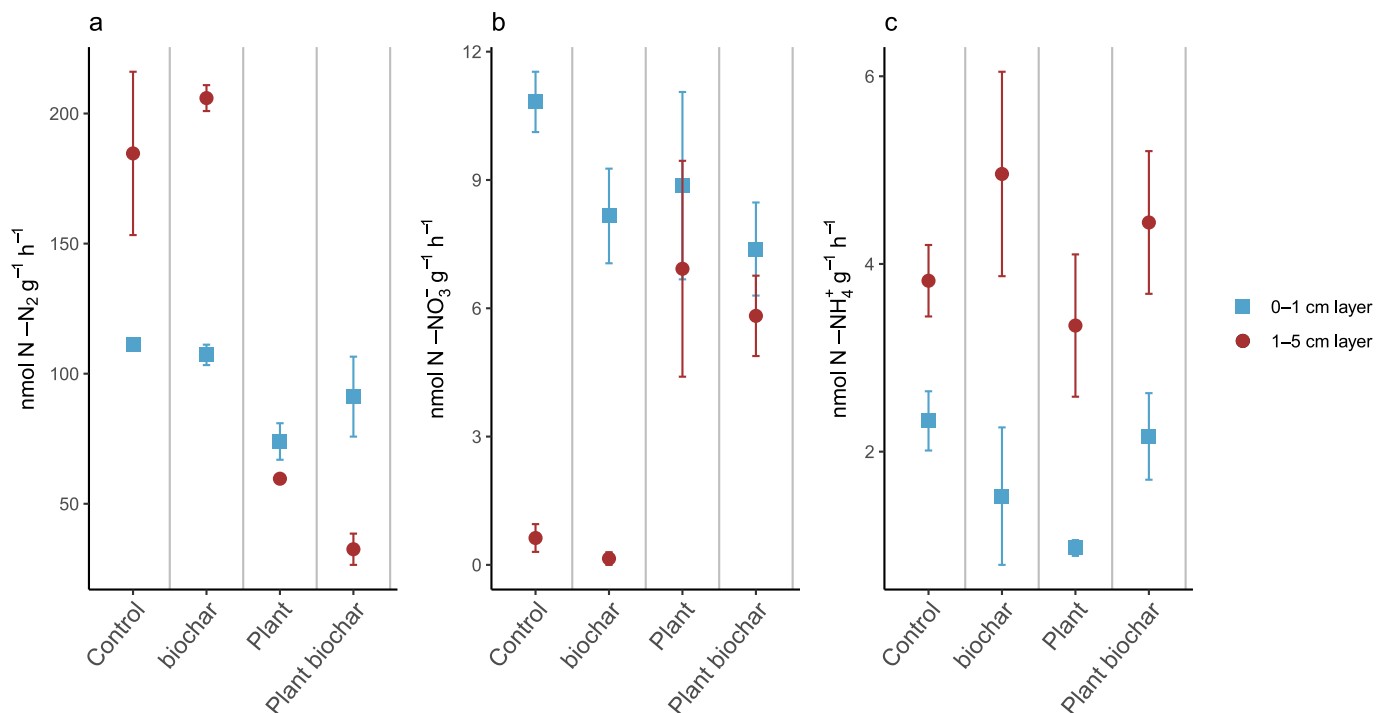 a
nmol N −N₂ g⁻¹ h⁻¹
200
150
100
50
Control
biochar
Plant
Plant biochar
b
nmol N −NO₃⁻ g⁻¹ h⁻¹
12
9
6
3
0
Control
biochar
Plant
Plant biochar
c
nmol N −NH₄⁺ g⁻¹ h⁻¹
6
4
2
Control
biochar
Plant
Plant biochar
0−1 cm layer
1−5 cm layer